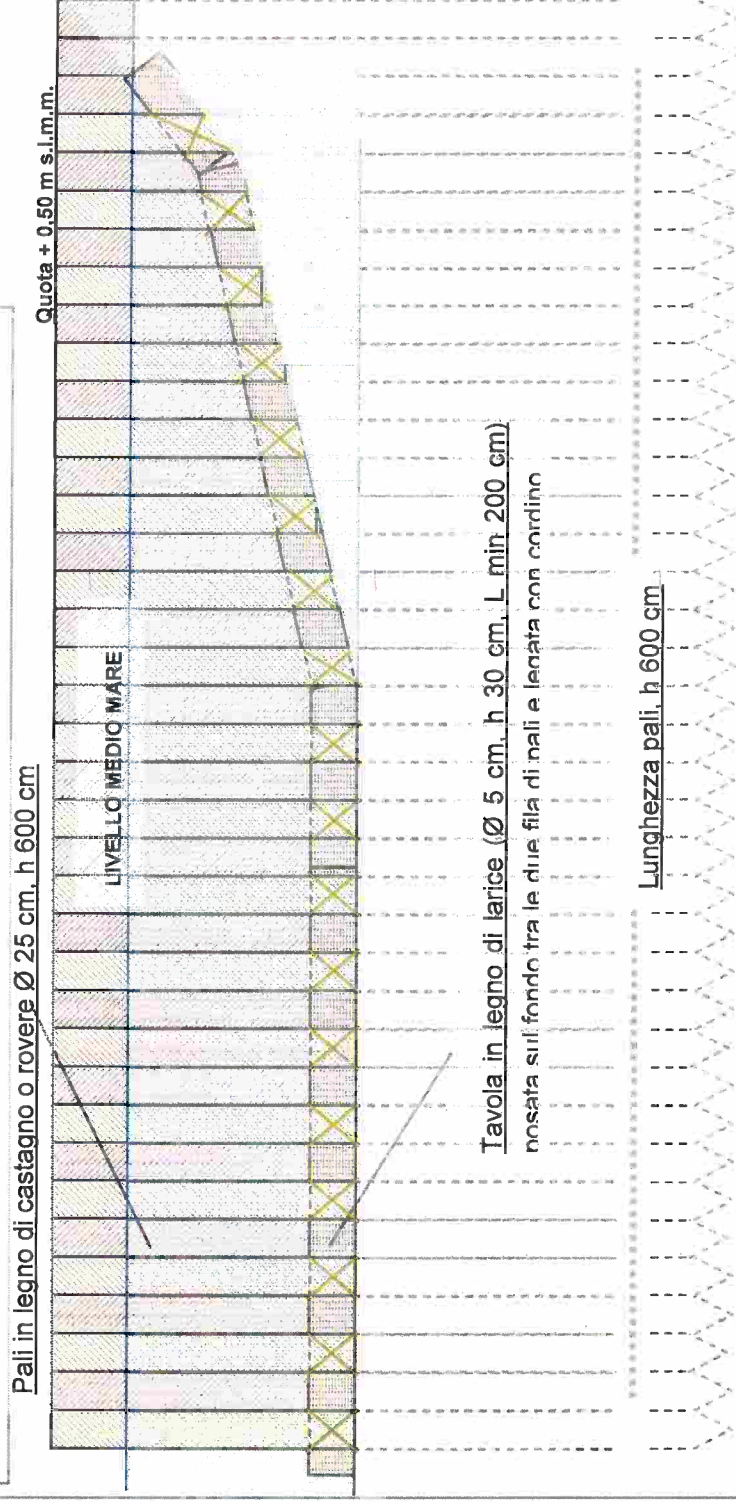 Pali in legno di castagno o rovere Ø 25 cm, h 600 cm
Quota + 0,50 m s.l.m.m.
LIVELLO MEDIO MARE
Tavola in legno di larice (Ø 5 cm, h 30 cm, L min 200 cm)
posata sul fondo tra le due fila di pali e legata con cordino
Lunghezza pali, h 600 cm